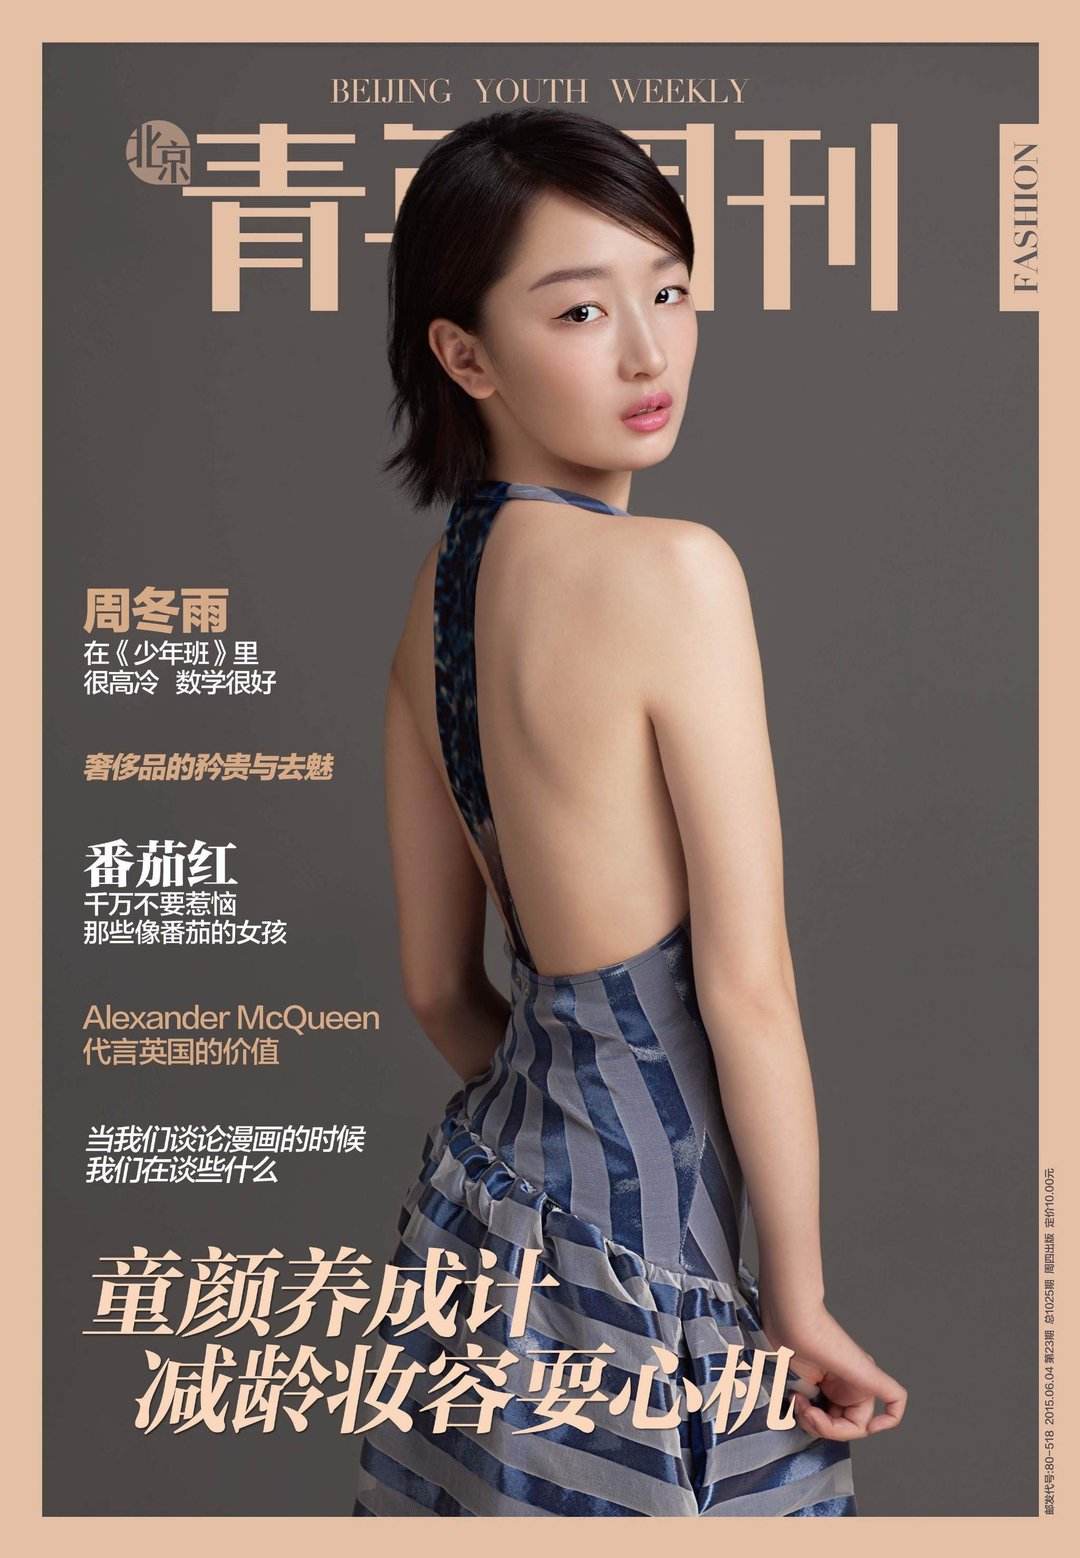 BEIJING YOUTH WEEKLY
北京
青年周刊
FASHION
周冬雨
在《少年班》里
很高冷 数学很好
奢侈品的矜贵与去魅
番茄红
千万不要惹恼
那些像番茄的女孩
Alexander McQueen
代言英国的价值
当我们谈论漫画的时候
我们在谈些什么
童颜养成计
减龄妆容耍心机
邮发代号:80-518 2015.06.04 第23期 总1025期 周四出版 定价10.00元